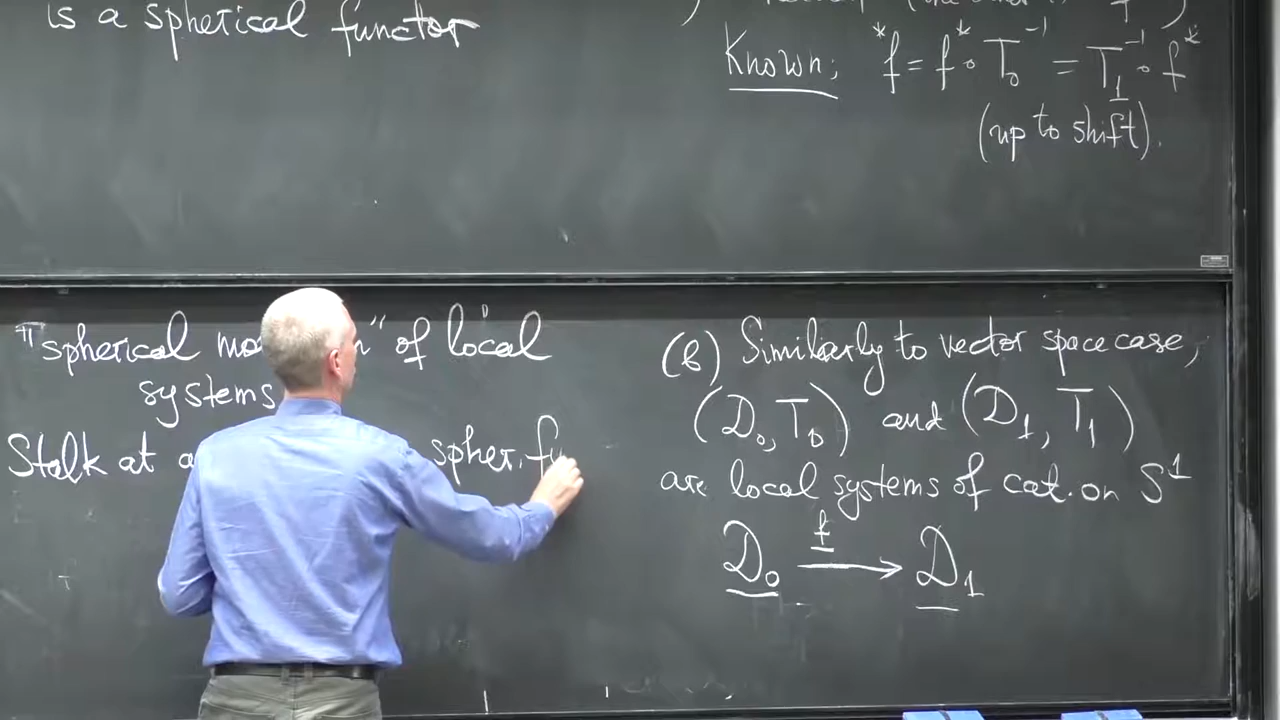 is a spherical functor
Known: *f = f* ∘ T₀⁻¹ = T₁⁻¹ ∘ f*
(up to shift).
"spherical " of local
systems
Stalk at spher. fu
(b) Similarly to vector space case,
(D₀, T₀) and (D₁, T₁)
are local systems of cat. on S¹
D₀ —f→ D₁